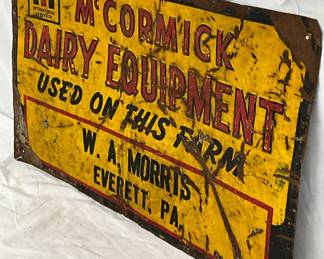 McCORMICK
DAIRY EQUIPMENT
USED ON THIS FARM
W. A. MORRIS
EVERETT, PA.